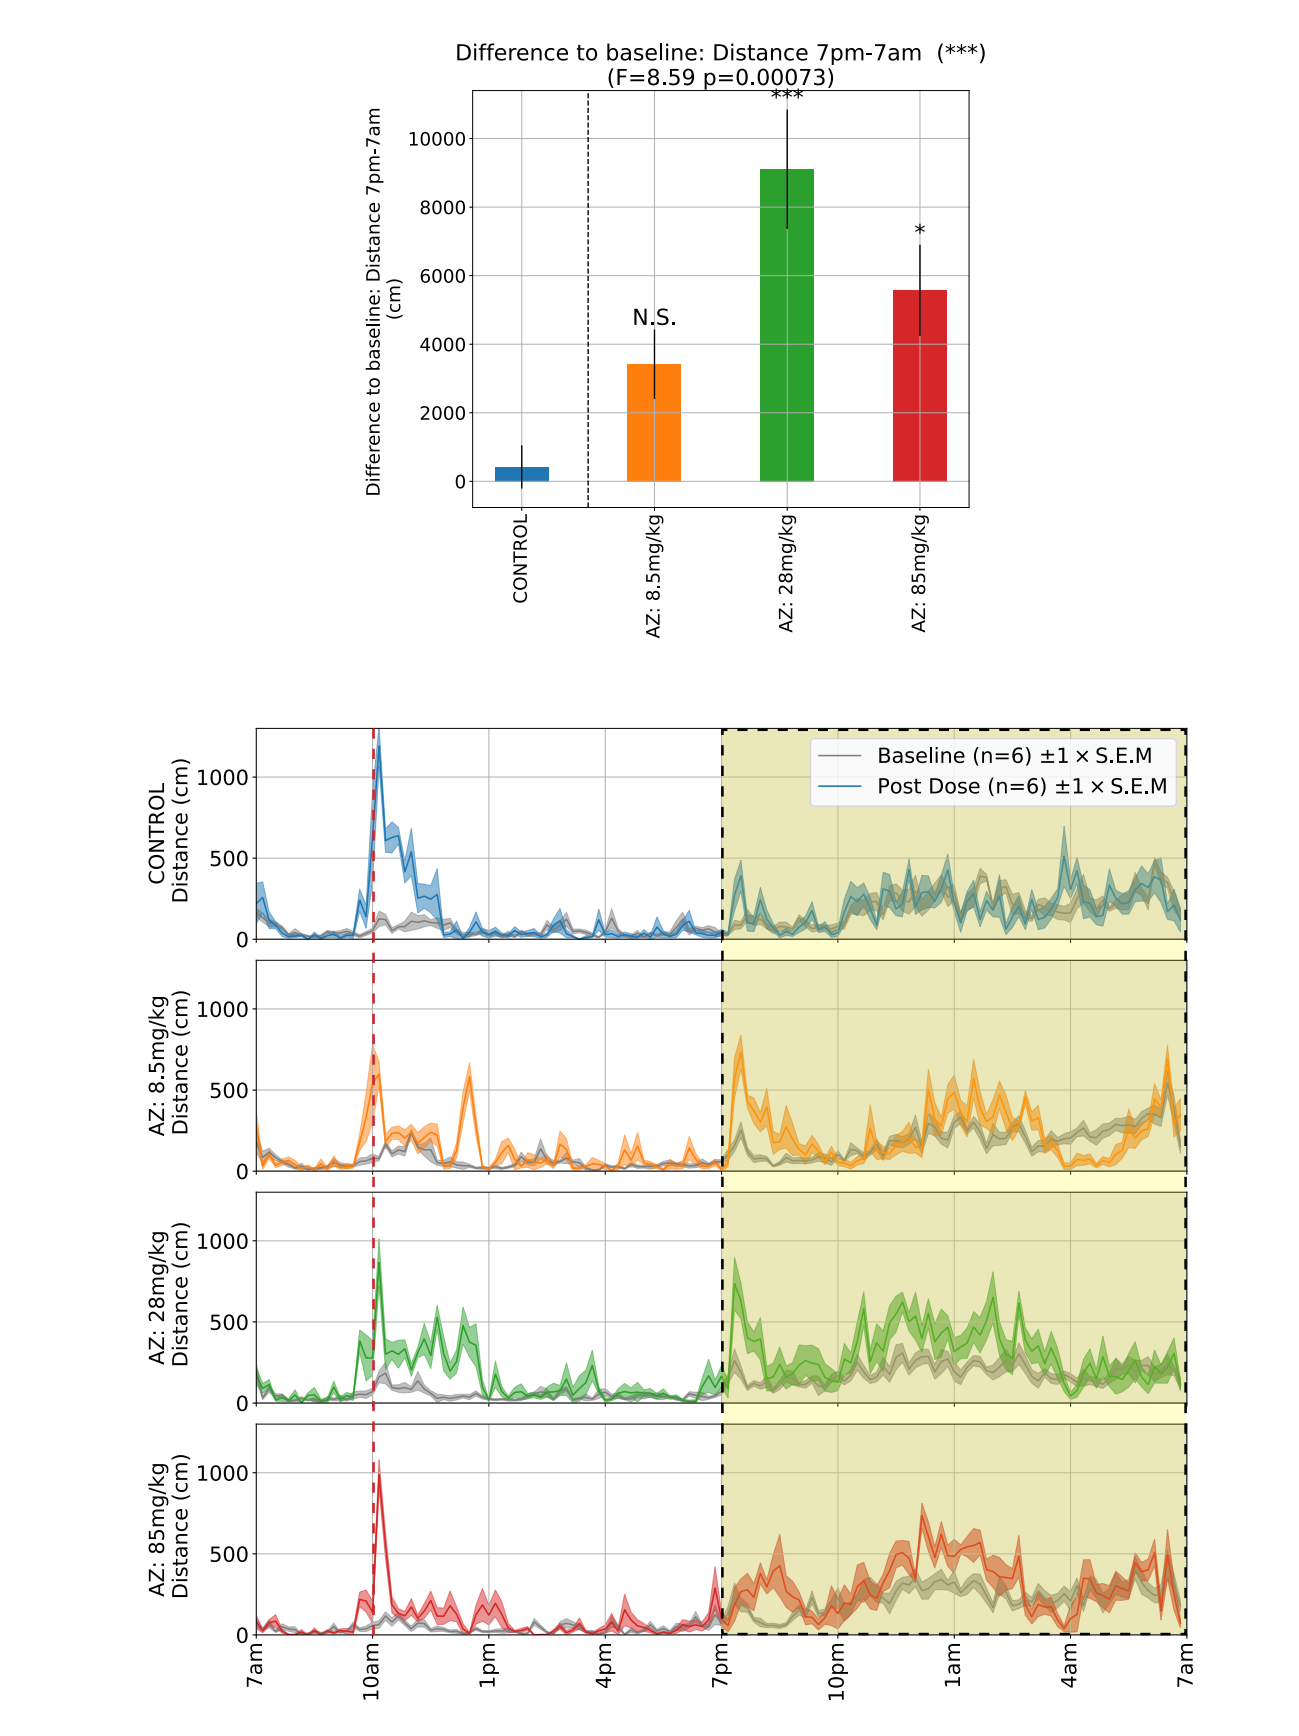 Difference to baseline: Distance 7pm-7am (***)
(F=8.59 p=0.00073)
Difference to baseline: Distance 7pm-7am
(cm)
10000
8000
6000
4000
2000
0
N.S.
***
*
CONTROL
AZ: 8.5mg/kg
AZ: 28mg/kg
AZ: 85mg/kg
CONTROL
Distance (cm)
1000
500
0
Baseline (n=6) ±1 × S.E.M
Post Dose (n=6) ±1 × S.E.M
AZ: 8.5mg/kg
Distance (cm)
1000
500
0
AZ: 28mg/kg
Distance (cm)
1000
500
0
AZ: 85mg/kg
Distance (cm)
1000
500
0
7am
10am
1pm
4pm
7pm
10pm
1am
4am
7am